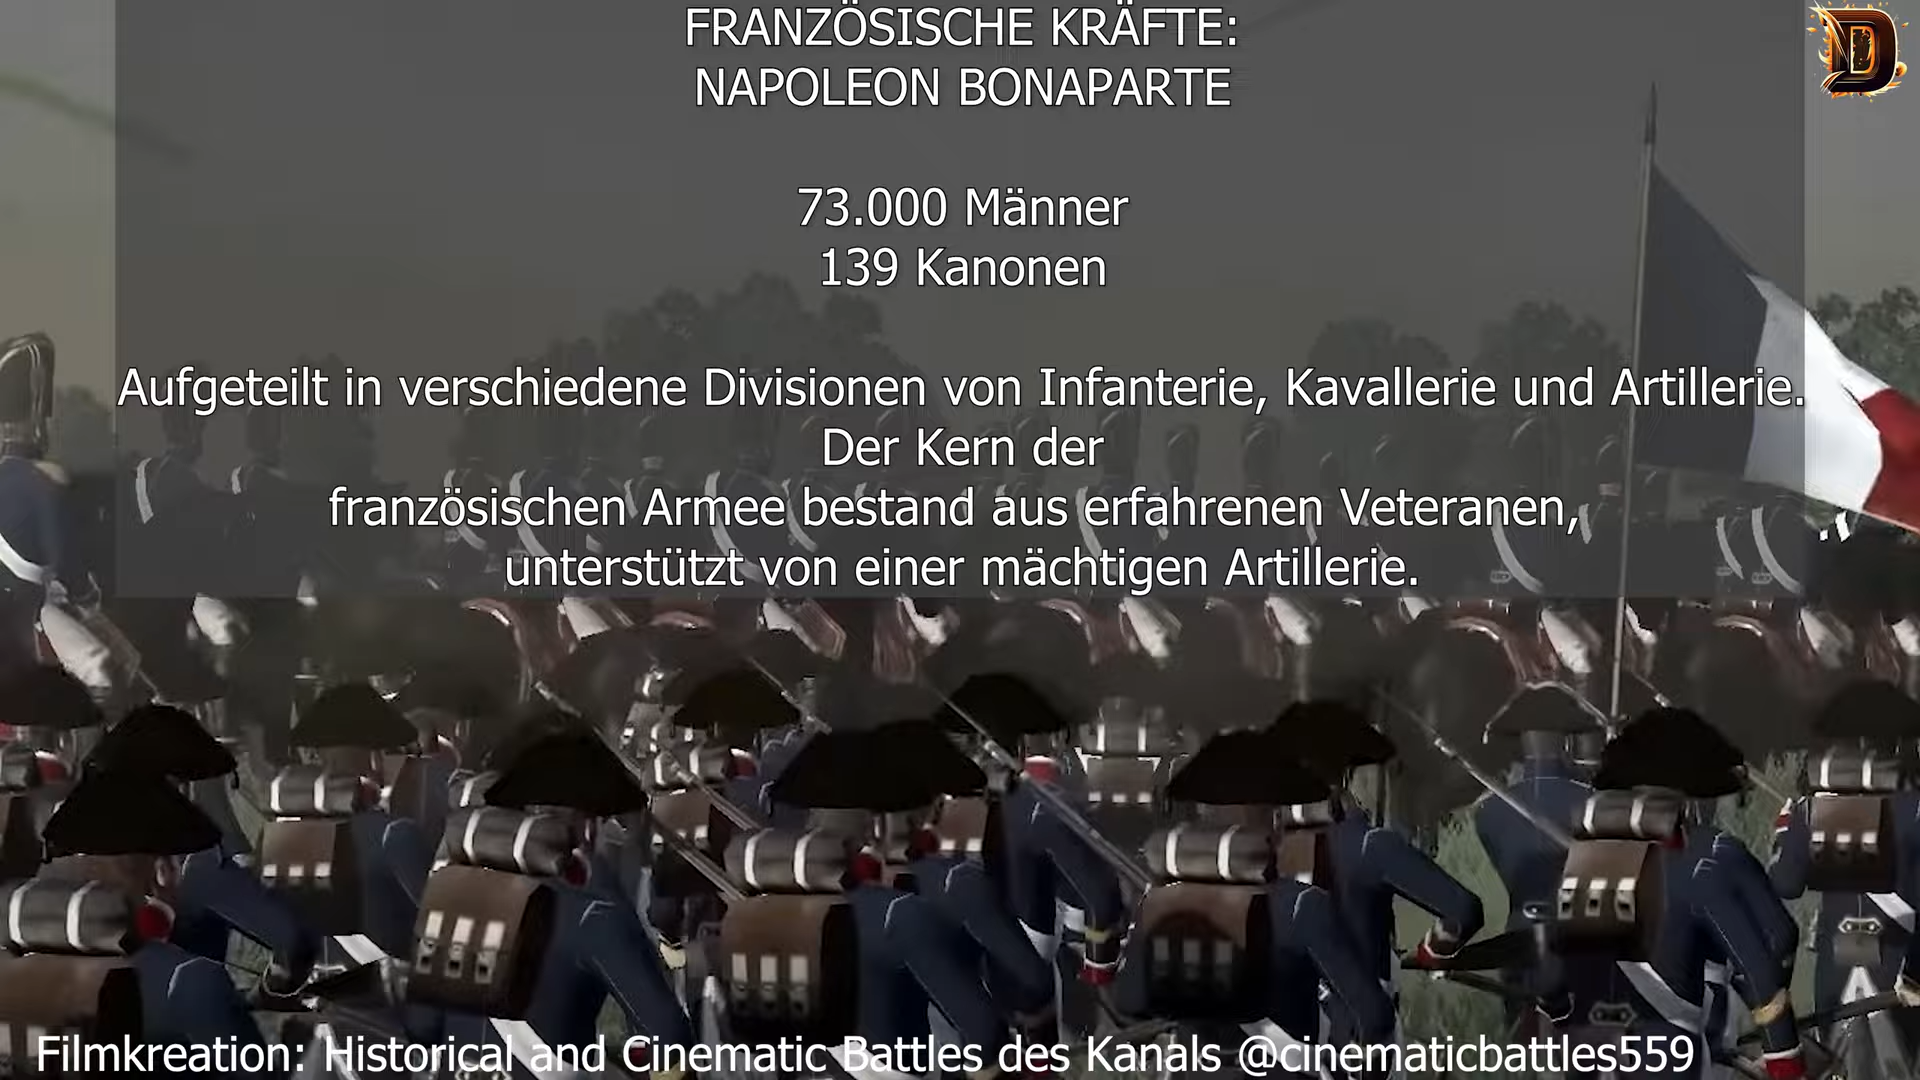 FRANZÖSISCHE KRÄFTE:
NAPOLEON BONAPARTE
73.000 Männer
139 Kanonen
Aufgeteilt in verschiedene Divisionen von Infanterie, Kavallerie und Artillerie.
Der Kern der
französischen Armee bestand aus erfahrenen Veteranen,
unterstützt von einer mächtigen Artillerie.
Filmkreation: Historical and Cinematic Battles des Kanals @cinematicbattles559
D